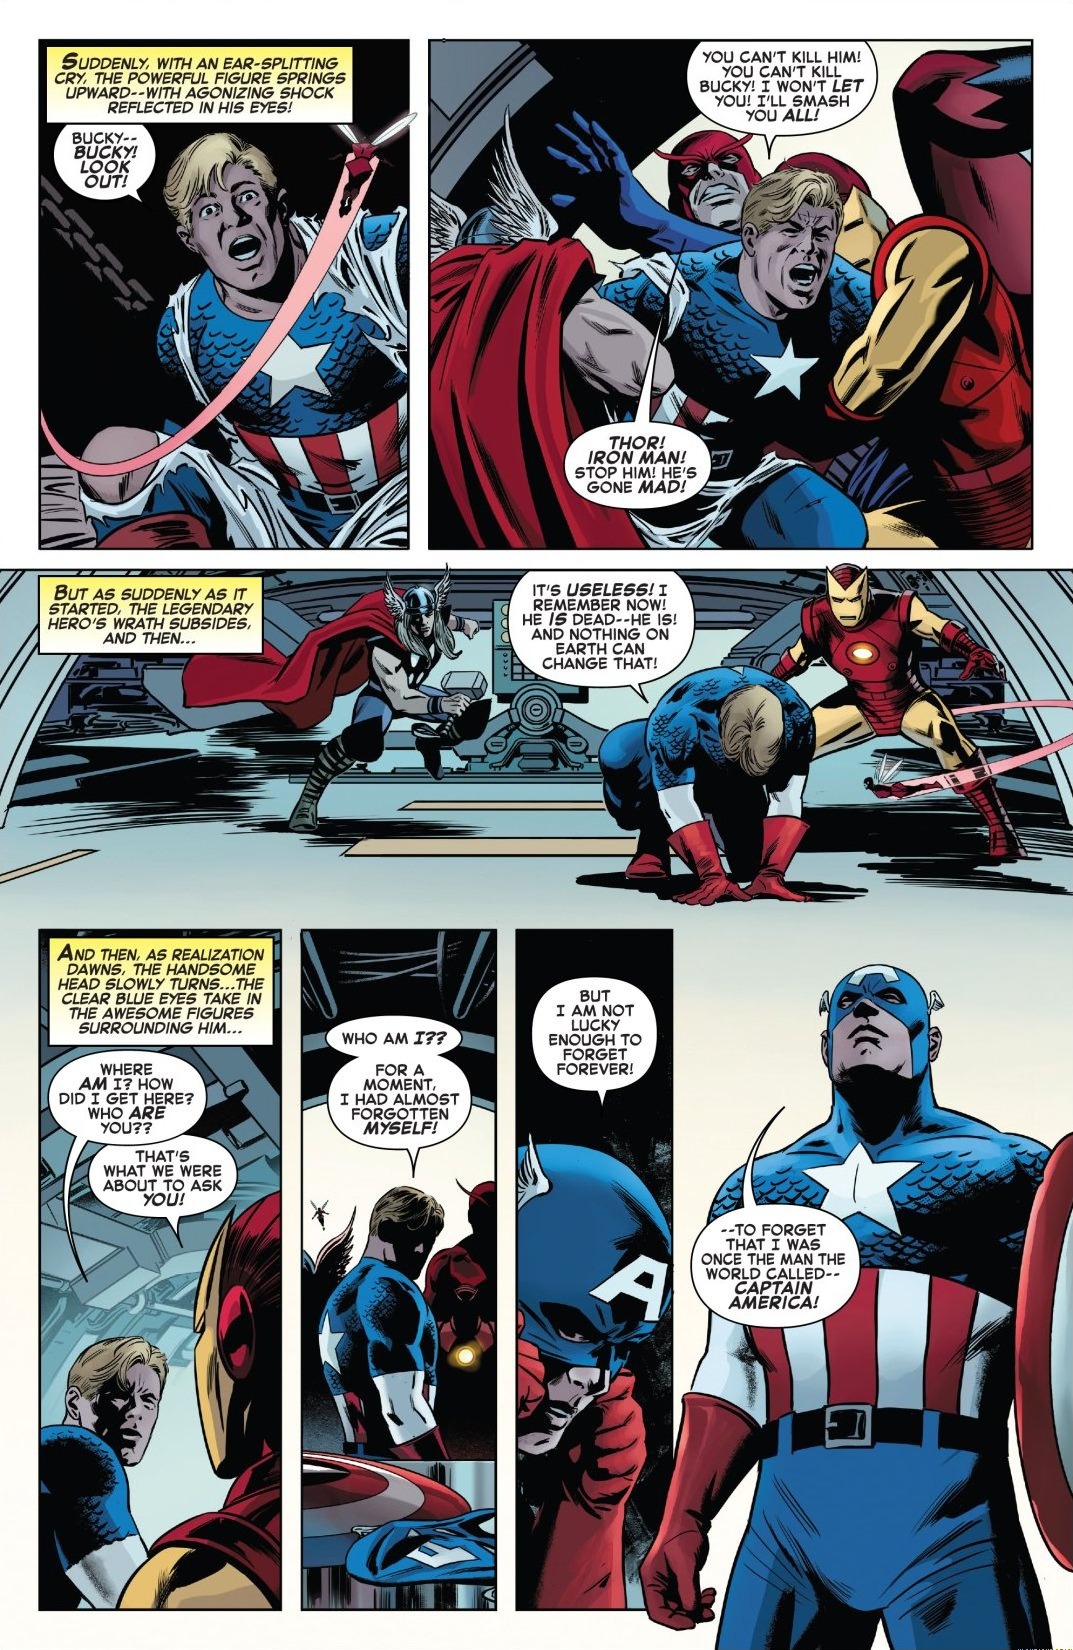 SUDDENLY, WITH AN EAR-SPLITTING
CRY, THE POWERFUL FIGURE SPRINGS
UPWARD--WITH AGONIZING SHOCK
REFLECTED IN HIS EYES!
BUCKY--
BUCKY!
LOOK
OUT!
YOU CAN'T KILL HIM!
YOU CAN'T KILL
BUCKY! I WON'T LET
YOU! I'LL SMASH
YOU ALL!
THOR!
IRON MAN!
STOP HIM! HE'S
GONE MAD!
BUT AS SUDDENLY AS IT
STARTED, THE LEGENDARY
HERO'S WRATH SUBSIDES,
AND THEN...
IT'S USELESS! I
REMEMBER NOW!
HE IS DEAD--HE IS!
AND NOTHING ON
EARTH CAN
CHANGE THAT!
AND THEN, AS REALIZATION
DAWNS, THE HANDSOME
HEAD SLOWLY TURNS...THE
CLEAR BLUE EYES TAKE IN
THE AWESOME FIGURES
SURROUNDING HIM...
WHERE
AM I? HOW
DID I GET HERE?
WHO ARE
YOU??
THAT'S
WHAT WE WERE
ABOUT TO ASK
YOU!
WHO AM I??
FOR A
MOMENT,
I HAD ALMOST
FORGOTTEN
MYSELF!
BUT
I AM NOT
LUCKY
ENOUGH TO
FORGET
FOREVER!
A
--TO FORGET
THAT I WAS
ONCE THE MAN THE
WORLD CALLED--
CAPTAIN
AMERICA!